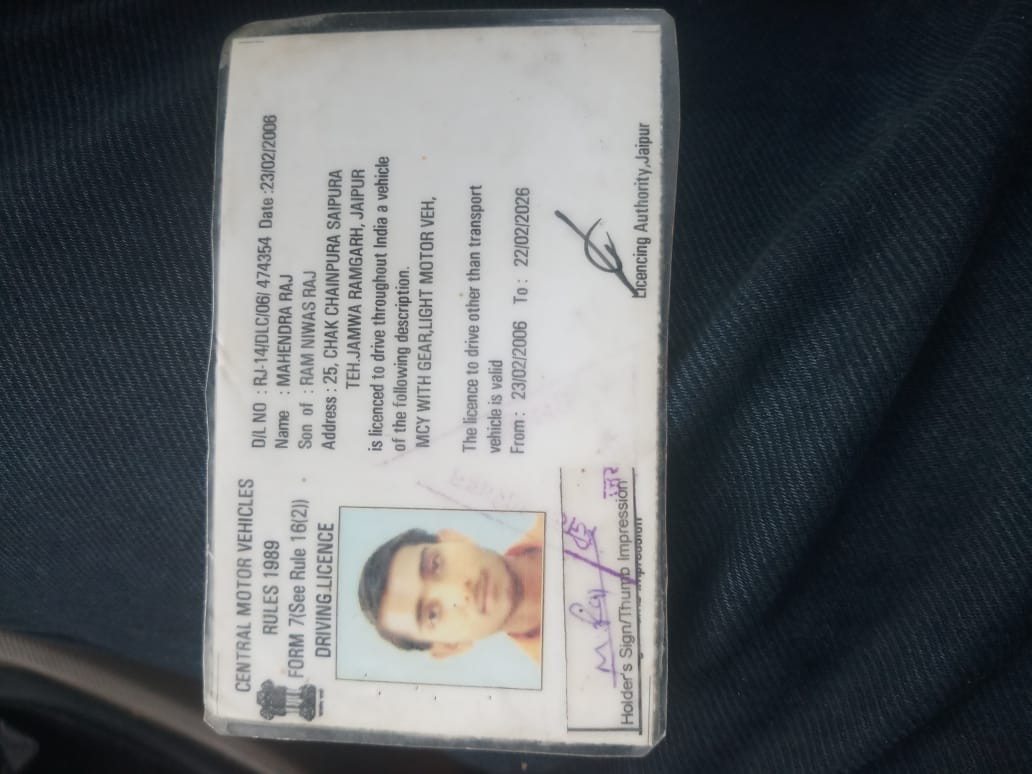 CENTRAL MOTOR VEHICLES
RULES 1989
FORM 7(See Rule 16(2))
DRIVING LICENCE
D/L NO : RJ-14/DLC/06/ 474354 Date :23/02/2006
Name : MAHENDRA RAJ
Son of : RAM NIWAS RAJ
Address : 25, CHAK CHAINPURA SAIPURA
TEH.JAMWA RAMGARH, JAIPUR
is licenced to drive throughout India a vehicle
of the following description.
MCY WITH GEAR,LIGHT MOTOR VEH,
The licence to drive other than transport
vehicle is valid
From : 23/02/2006 To : 22/02/2026
Holder's Sign/Thump Impression
Licencing Authority,Jaipur